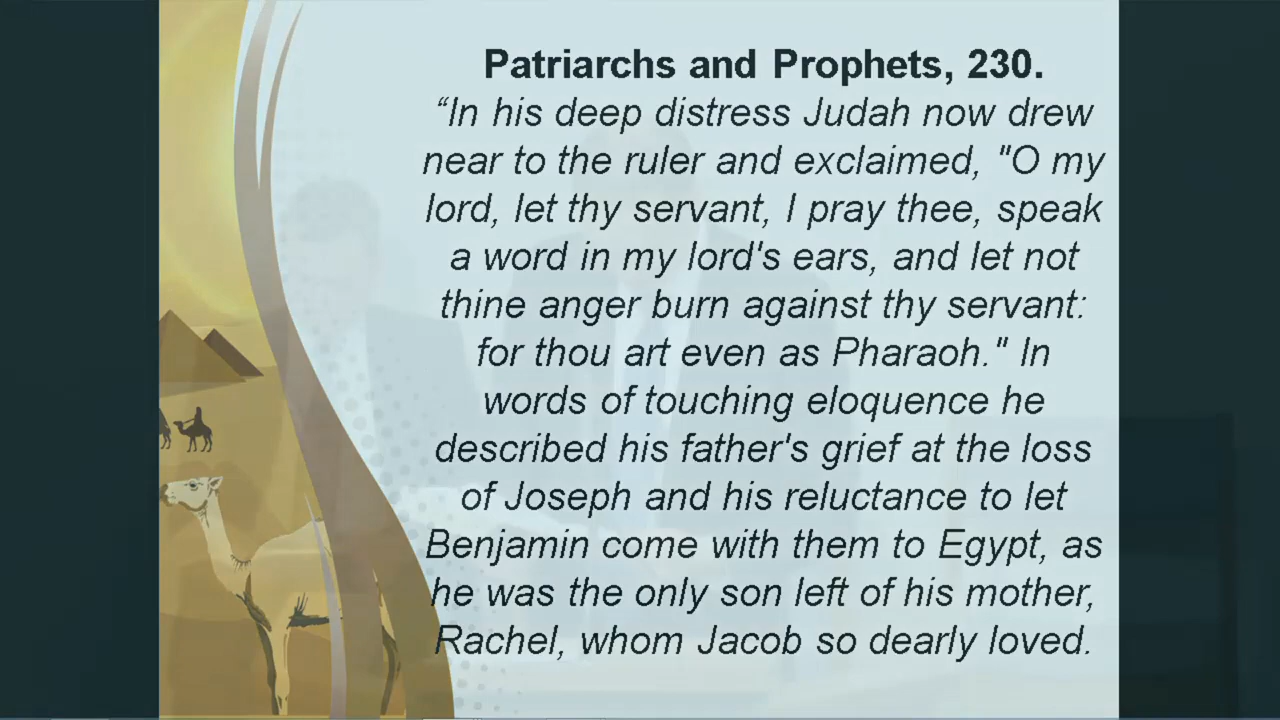 Patriarchs and Prophets, 230.
“In his deep distress Judah now drew
near to the ruler and exclaimed, "O my
lord, let thy servant, I pray thee, speak
a word in my lord's ears, and let not
thine anger burn against thy servant:
for thou art even as Pharaoh." In
words of touching eloquence he
described his father's grief at the loss
of Joseph and his reluctance to let
Benjamin come with them to Egypt, as
he was the only son left of his mother,
Rachel, whom Jacob so dearly loved.